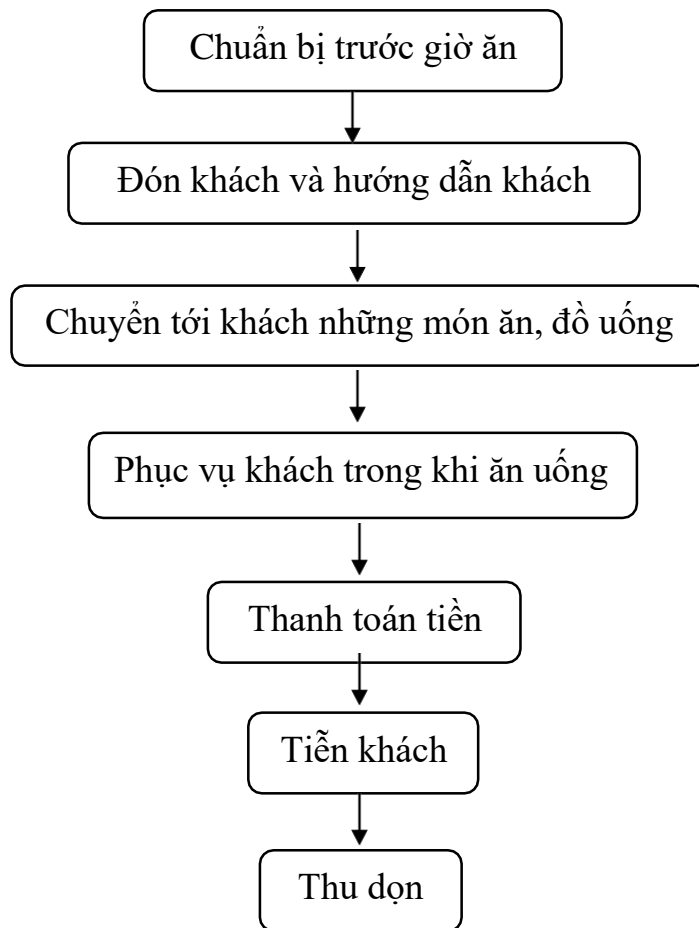 Chuẩn bị trước giờ ăn
Đón khách và hướng dẫn khách
Chuyển tới khách những món ăn, đồ uống
Phục vụ khách trong khi ăn uống
Thanh toán tiền
Tiễn khách
Thu dọn